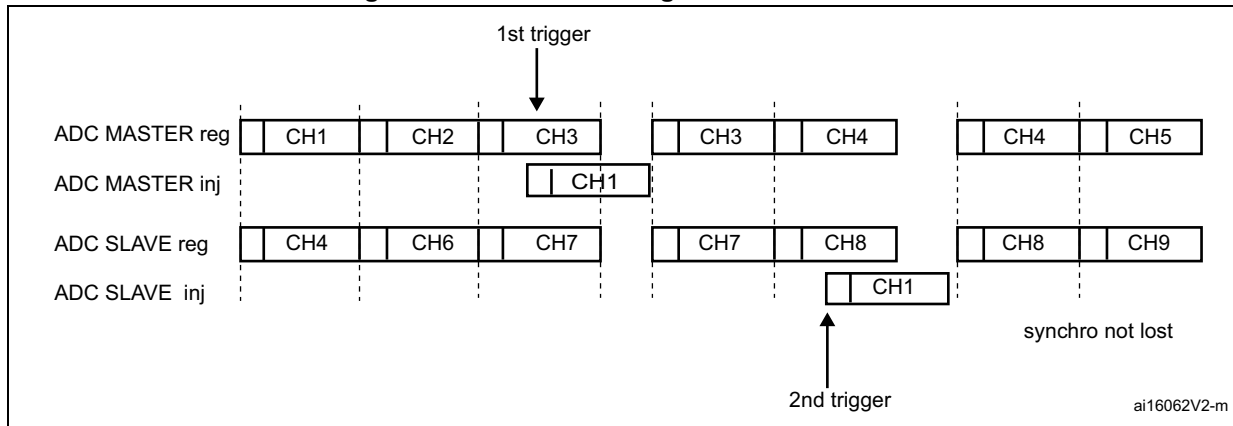 1st trigger
ADC MASTER reg CH1 CH2 CH3 CH3 CH4 CH4 CH5
ADC MASTER inj CH1
ADC SLAVE reg CH4 CH6 CH7 CH7 CH8 CH8 CH9
ADC SLAVE inj CH1
synchro not lost
2nd trigger
ai16062V2-m